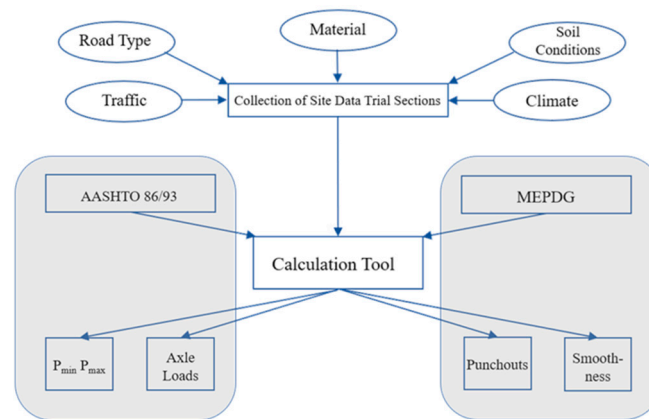 Material
Road Type
Soil
Conditions
Traffic
Collection of Site Data Trial Sections
Climate
AASHTO 86/93
MEPDG
Calculation Tool
Pmin Pmax
Axle
Loads
Punchouts
Smooth-
ness